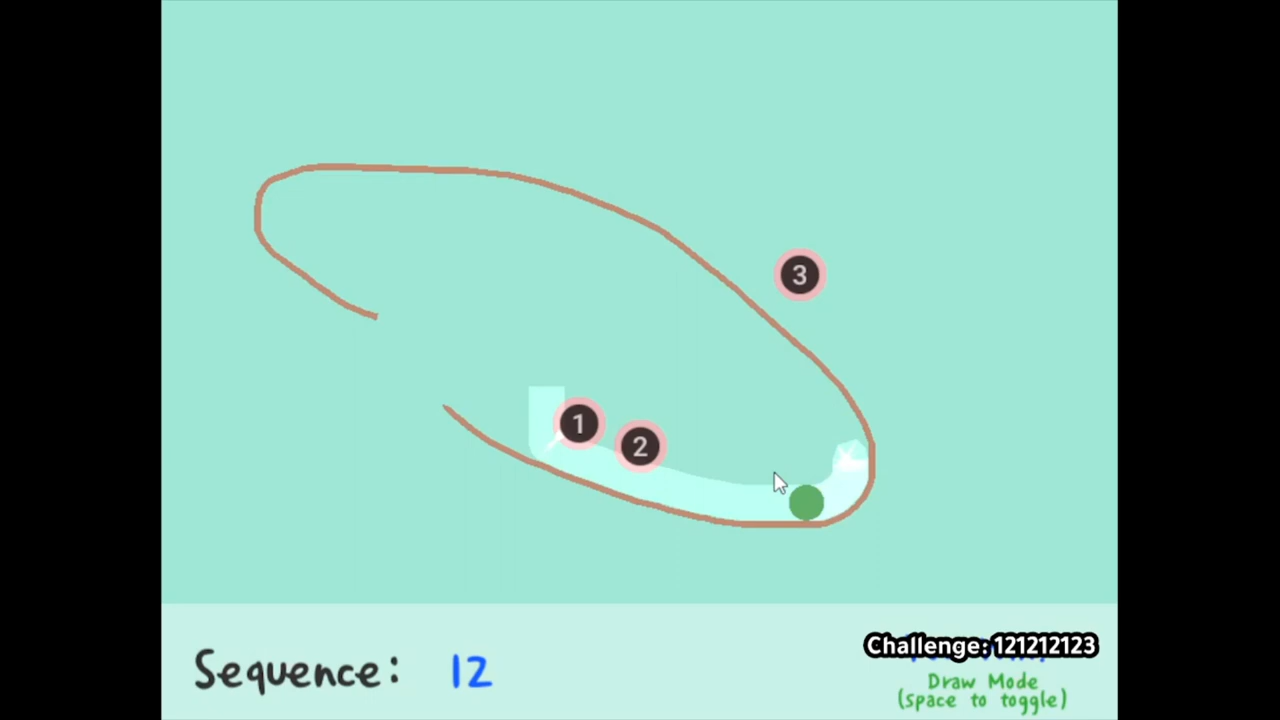 3
1
2
Sequence: 12
Challenge: 121212123
Draw Mode
(space to toggle)